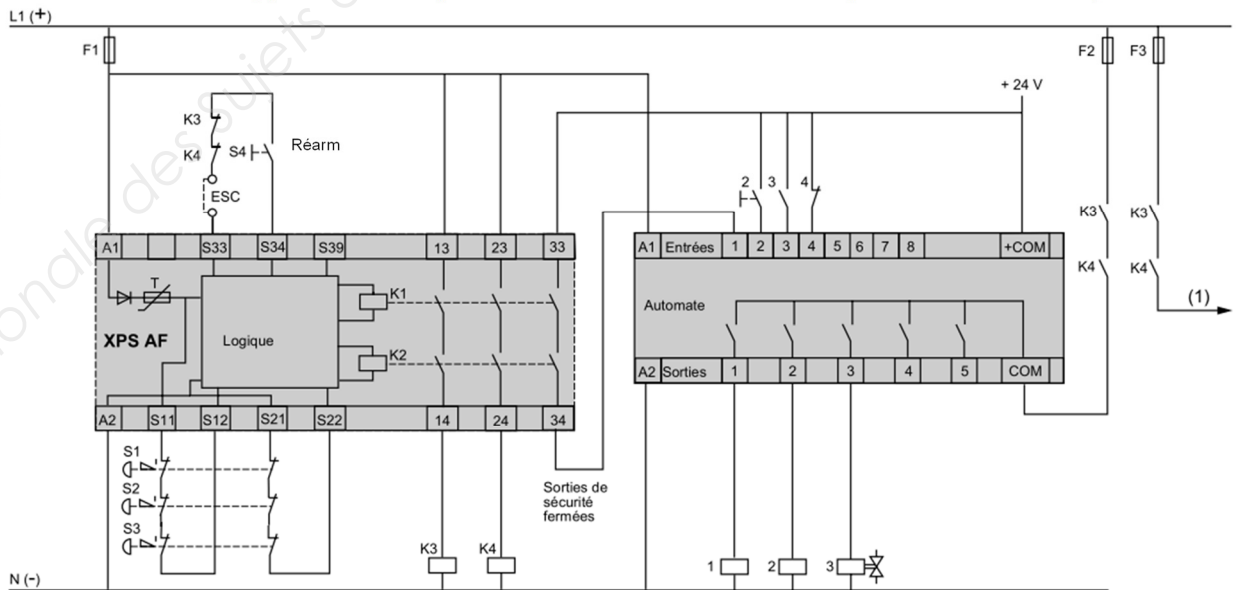 onale des sujets d
L1 (+)
F1
F2
F3
+ 24 V
K3
K4
S4
Réarm
ESC
2
3
4
K3
K3
K4
K4
(1)
A1
S33
S34
S39
13
23
33
A1
Entrées
1
2
3
4
5
6
7
8
+COM
T
K1
XPS AF
Logique
K2
Automate
A2
S11
S12
S21
S22
14
24
34
A2
Sorties
1
2
3
4
5
COM
S1
S2
S3
Sorties de
sécurité
fermées
K3
K4
1
2
3
N (-)